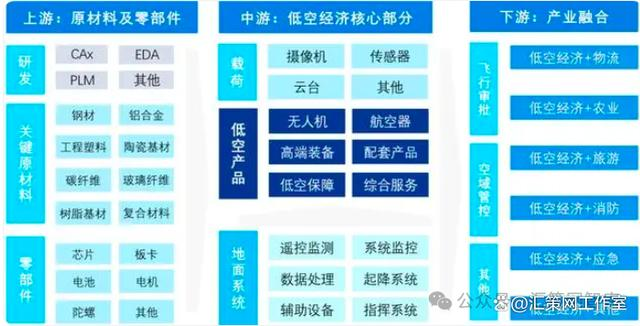 上游：原材料及零部件
研发
CAx
EDA
PLM
其他
关键原材料
钢材
铝合金
工程塑料
陶瓷基材
碳纤维
玻璃纤维
树脂基材
复合材料
零部件
芯片
板卡
电池
电机
陀螺
其他
中游：低空经济核心部分
载荷
摄像机
传感器
云台
其他
低空产品
无人机
航空器
高端装备
配套产品
低空保障
综合服务
地面系统
遥控监测
系统监控
数据处理
起降系统
辅助设备
指挥系统
下游：产业融合
飞行审批
空域管控
其他
低空经济+物流
低空经济+农业
低空经济+旅游
低空经济+消防
低空经济+应急
低空经济+其他
公众号
@汇策网工作室